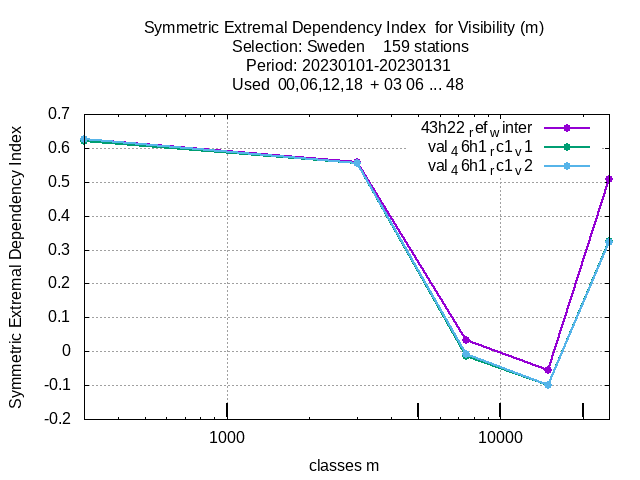 Symmetric Extremal Dependency Index for Visibility (m)
Selection: Sweden 159 stations
Period: 20230101-20230131
Used 00,06,12,18 + 03 06 ... 48
Symmetric Extremal Dependency Index
0.7
0.6
0.5
0.4
0.3
0.2
0.1
0
-0.1
-0.2
43h22_ref_winter
val_46h1_rc1_v1
val_46h1_rc1_v2
1000
10000
classes m